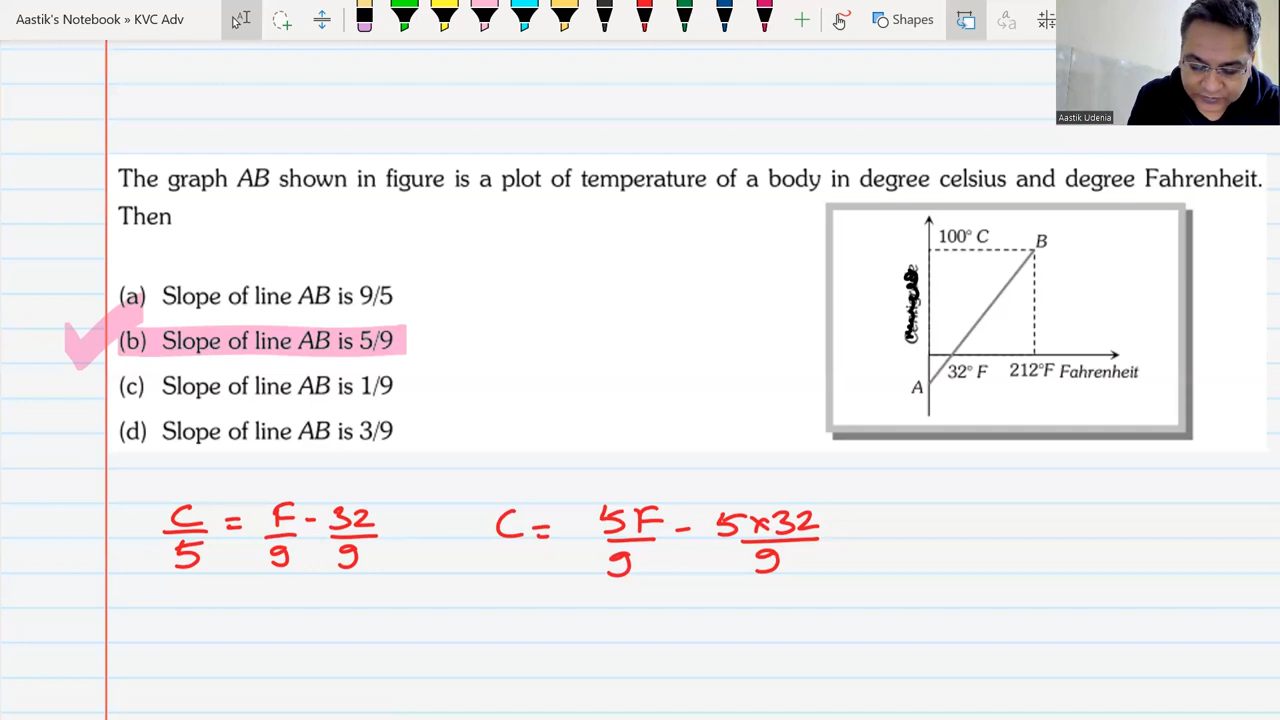 Aastik's Notebook » KVC Adv
Shapes
Aastik Udenia
The graph AB shown in figure is a plot of temperature of a body in degree celsius and degree Fahrenheit.
Then
(a) Slope of line AB is 9/5
(b) Slope of line AB is 5/9
(c) Slope of line AB is 1/9
(d) Slope of line AB is 3/9
100° C
B
A
32° F
212°F Fahrenheit
C/5 = F/9 - 32/9
C = 5F/9 - 5×32/9